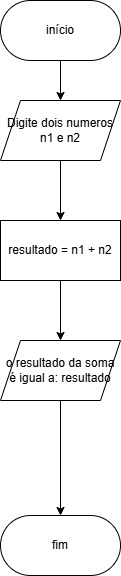 início
Digite dois numeros
n1 e n2
resultado = n1 + n2
o resultado da soma
é igual a: resultado
fim